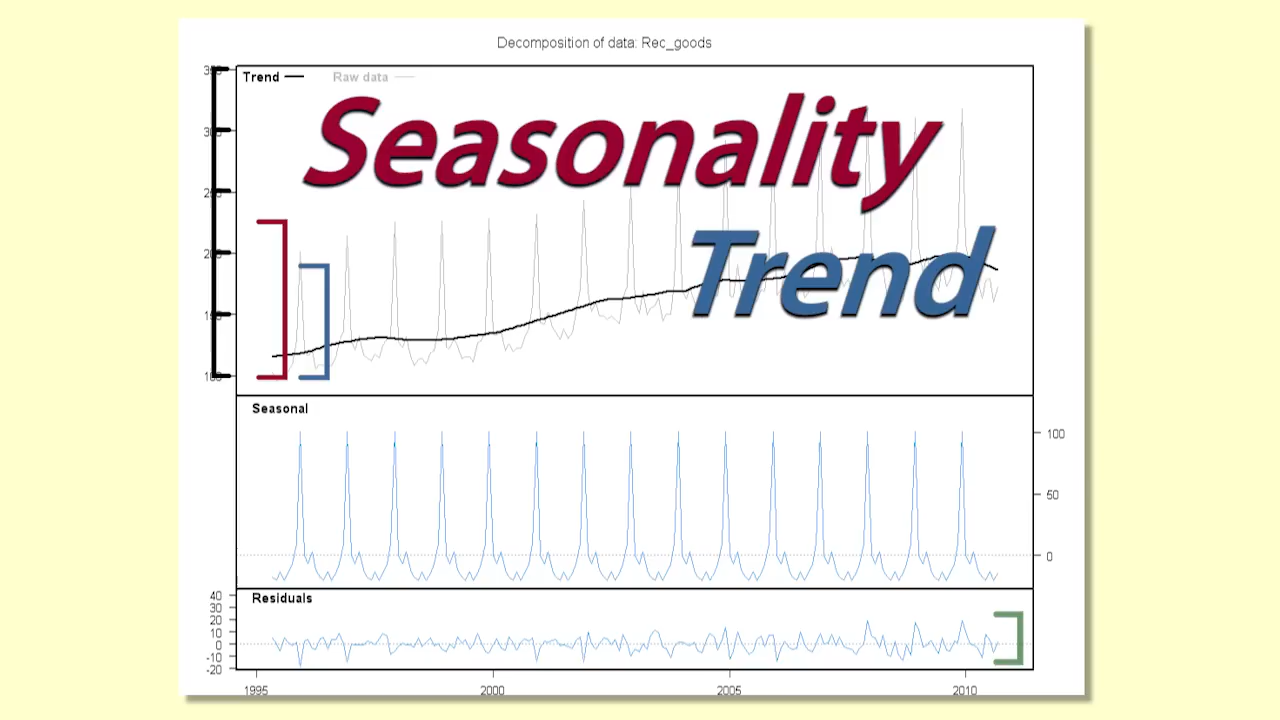 Decomposition of data: Rec_goods
Trend
Raw data
Seasonality
Trend
Seasonal
100
50
0
Residuals
40
30
20
10
0
-10
-20
1995
2000
2005
2010